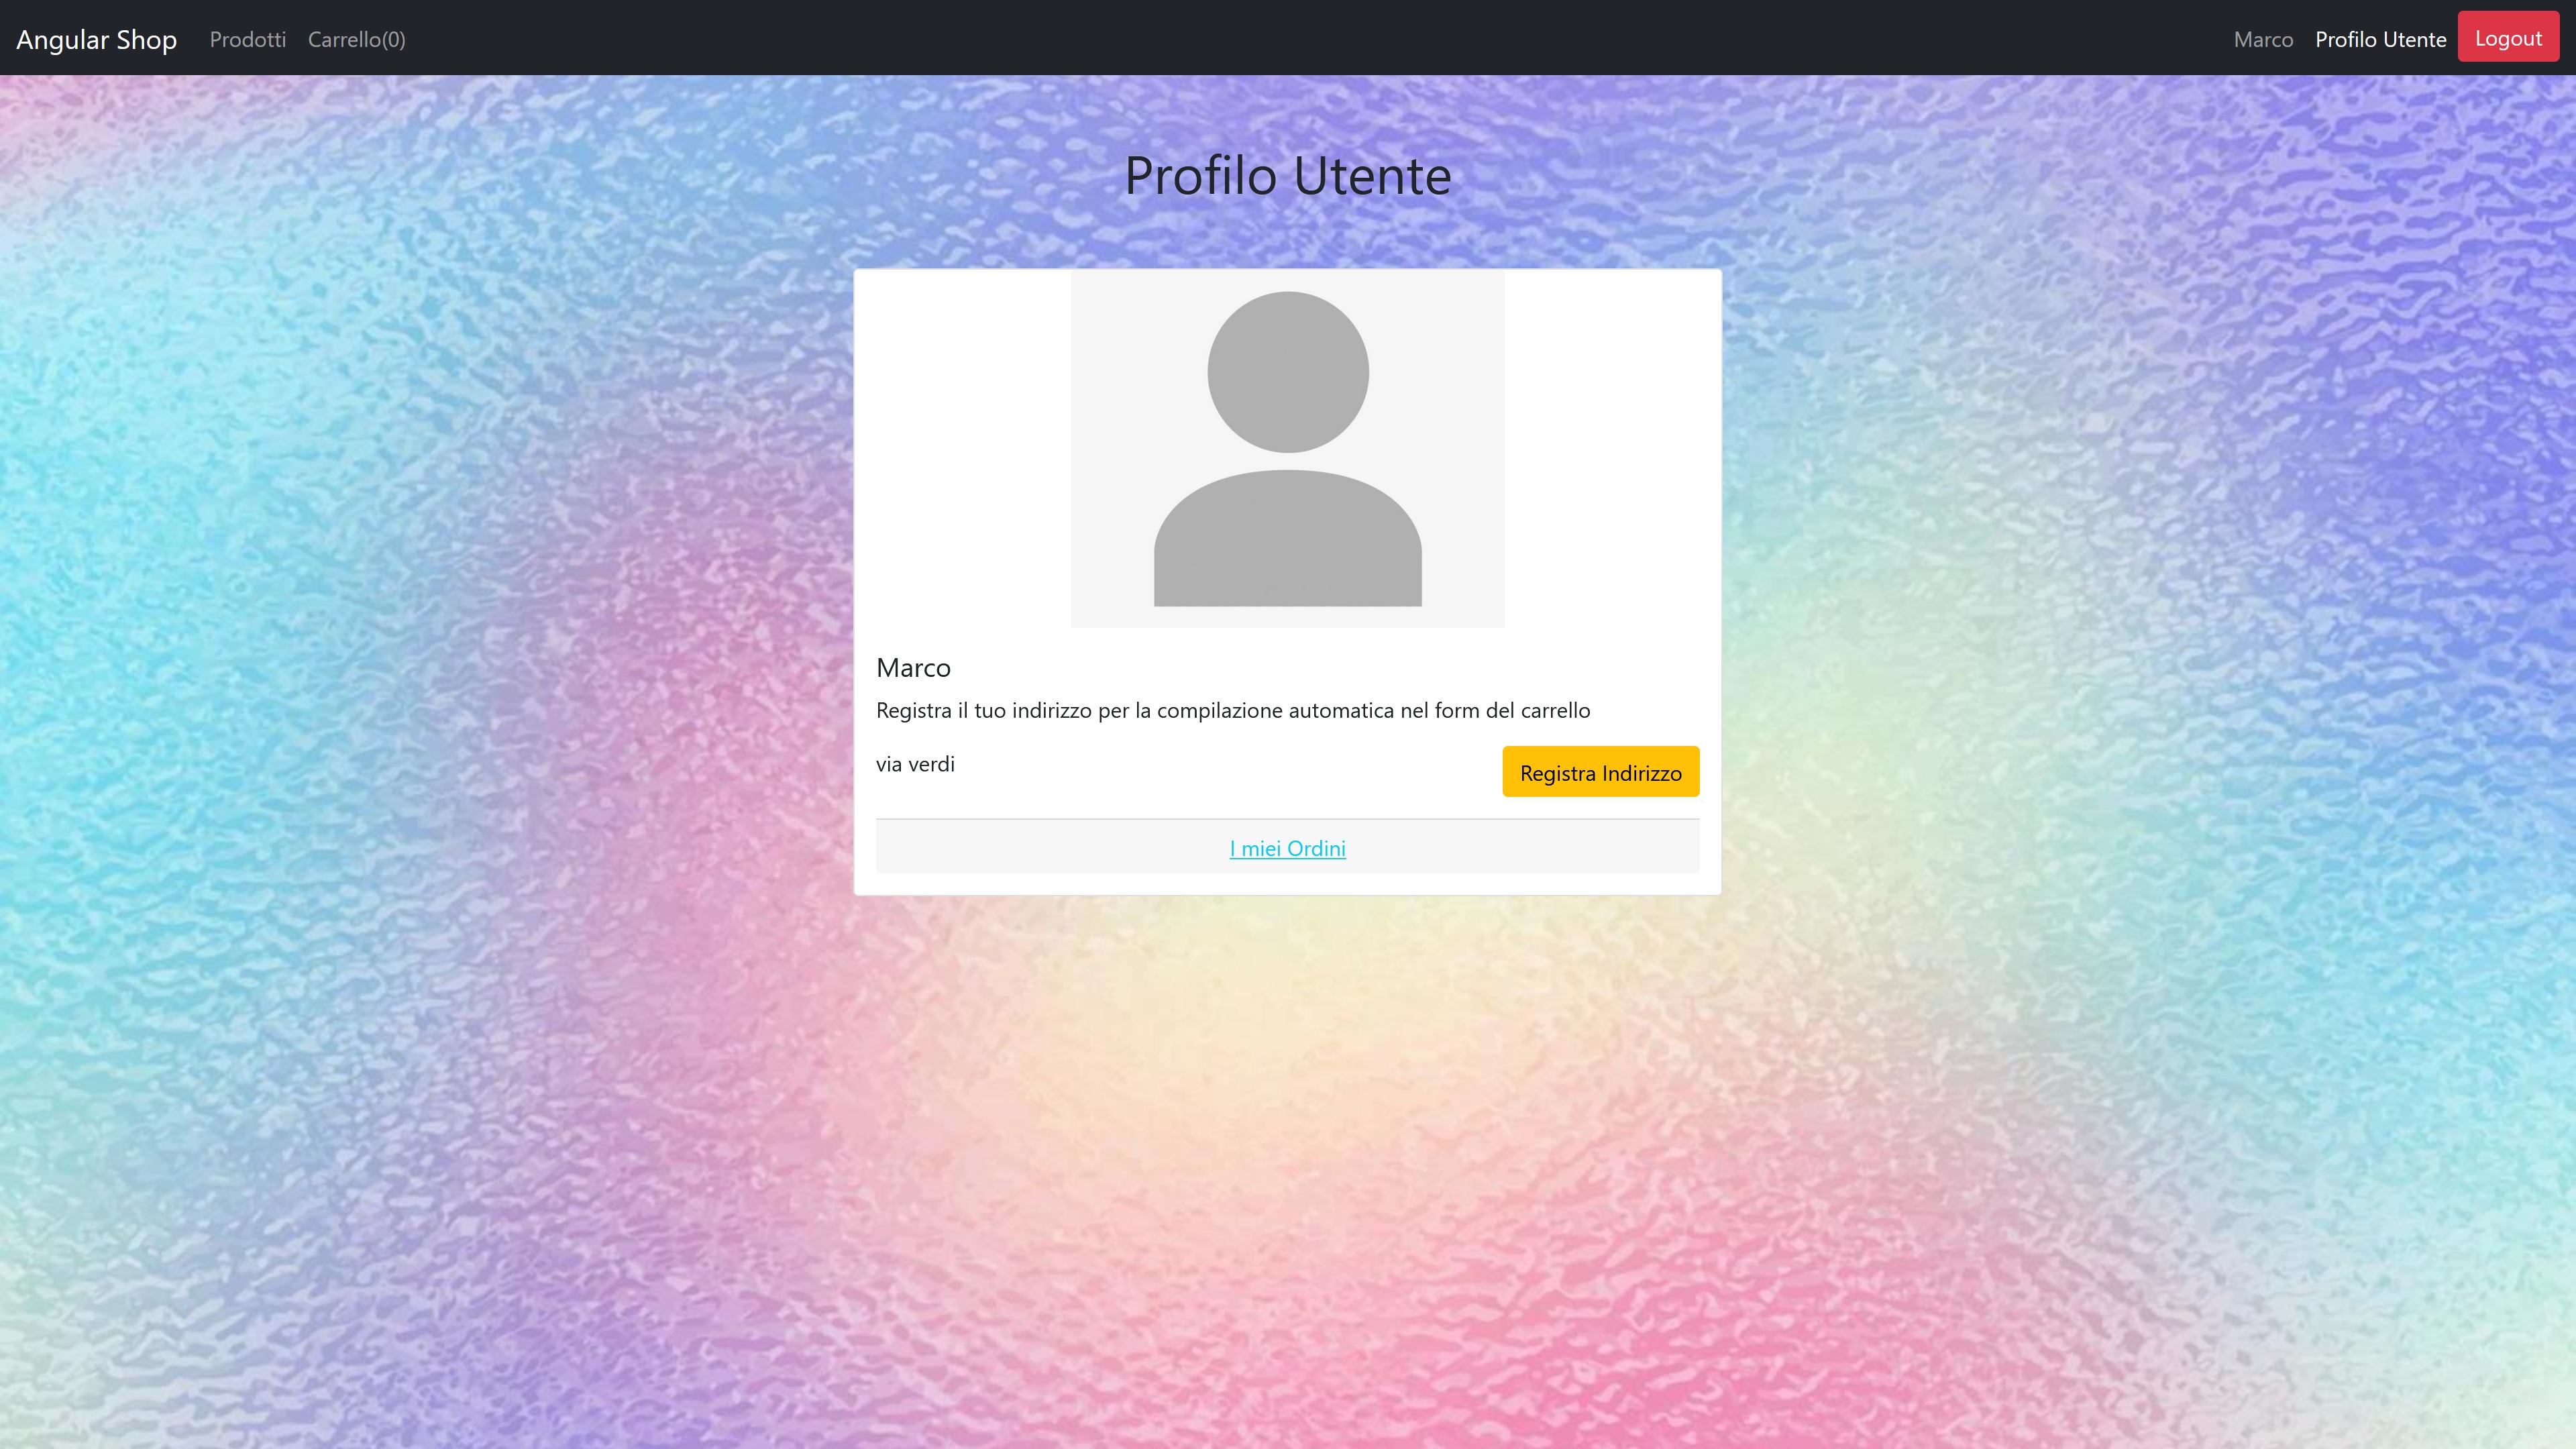 Angular Shop Prodotti Carrello(0) Marco Profilo Utente Logout
Profilo Utente
Marco
Registra il tuo indirizzo per la compilazione automatica nel form del carrello
via verdi Registra Indirizzo
I miei Ordini